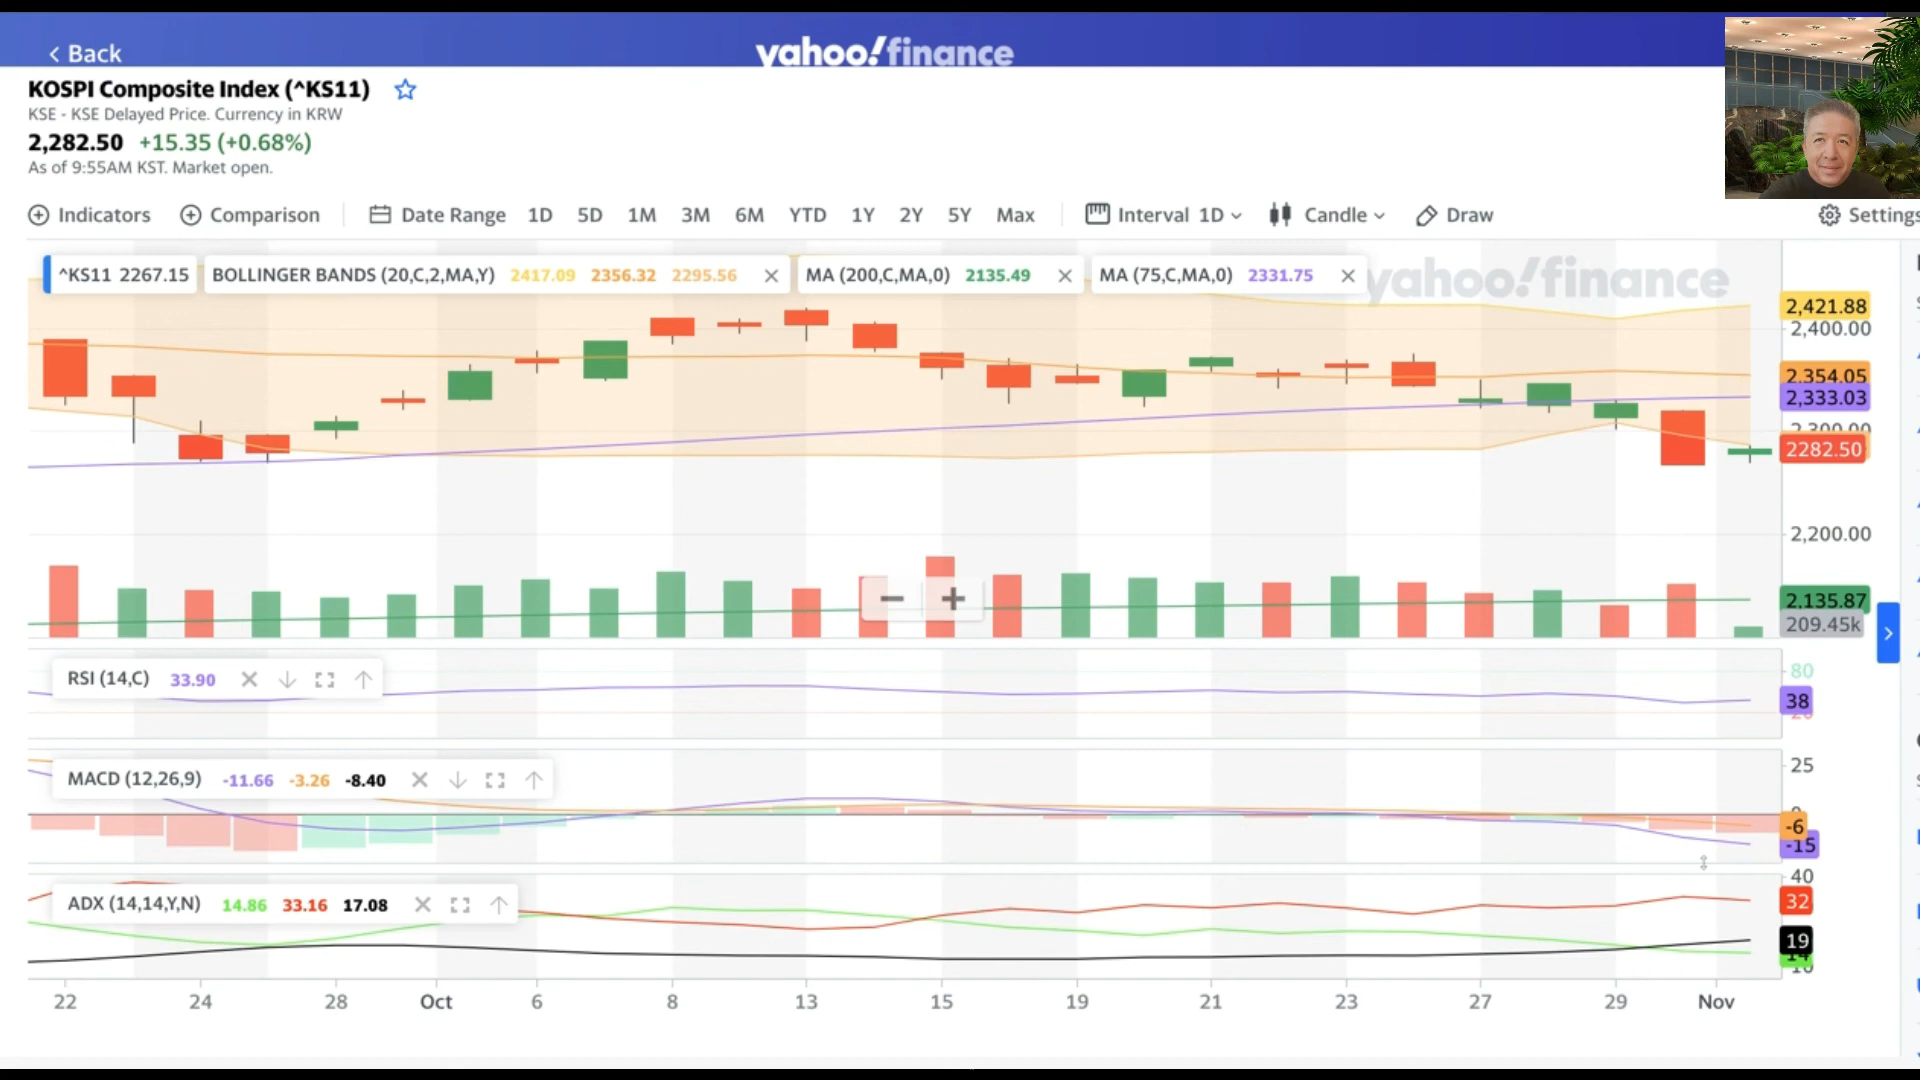 < Back
yahoo!finance
KOSPI Composite Index (^KS11)
KSE - KSE Delayed Price. Currency in KRW
2,282.50 +15.35 (+0.68%)
As of 9:55AM KST. Market open.
Indicators Comparison Date Range 1D 5D 1M 3M 6M YTD 1Y 2Y 5Y Max Interval 1D Candle Draw Settings
^KS11 2267.15 BOLLINGER BANDS (20,C,2,MA,Y) 2417.09 2356.32 2295.56 MA (200,C,MA,0) 2135.49 MA (75,C,MA,0) 2331.75
yahoo!finance
2,421.88
2,400.00
2,354.05
2,333.03
2,300.00
2282.50
2,200.00
2,135.87
209.45k
RSI (14,C) 33.90
80
38
20
MACD (12,26,9) -11.66 -3.26 -8.40
25
-6
-15
ADX (14,14,Y,N) 14.86 33.16 17.08
40
32
19
14
10
22 24 28 Oct 6 8 13 15 19 21 23 27 29 Nov